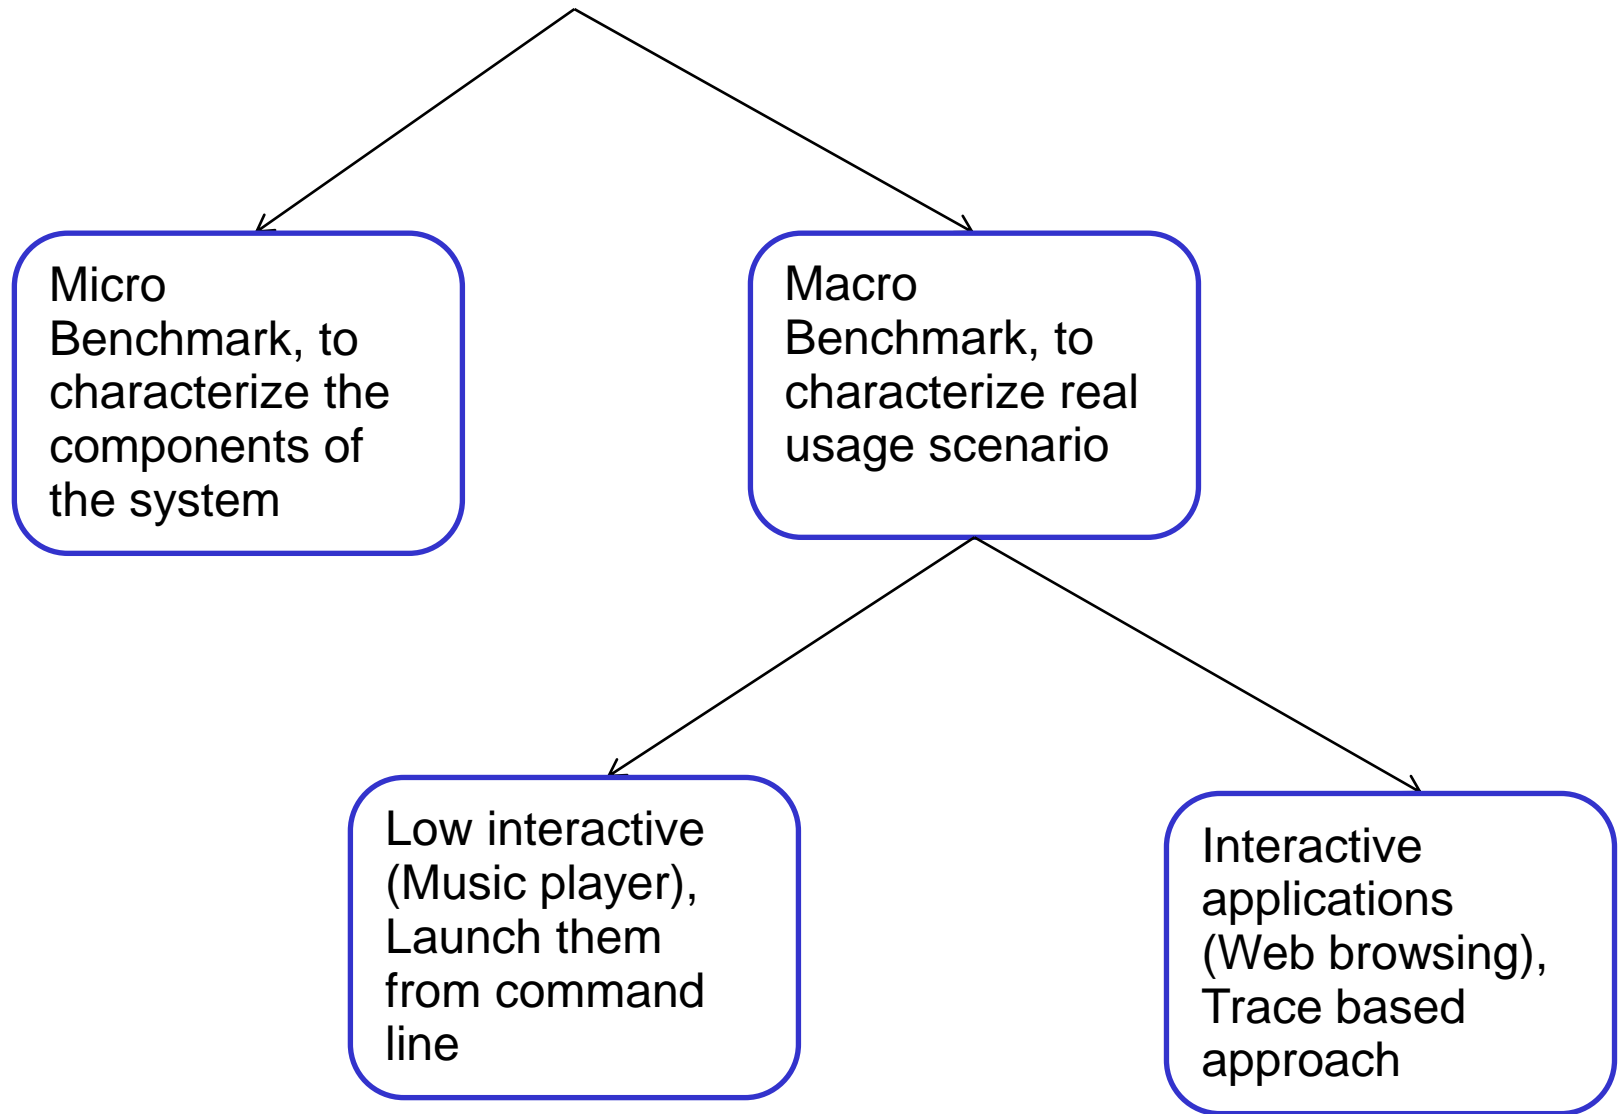 Micro
Benchmark, to
characterize the
components of
the system
Macro
Benchmark, to
characterize real
usage scenario
Low interactive
(Music player),
Launch them
from command
line
Interactive
applications
(Web browsing),
Trace based
approach